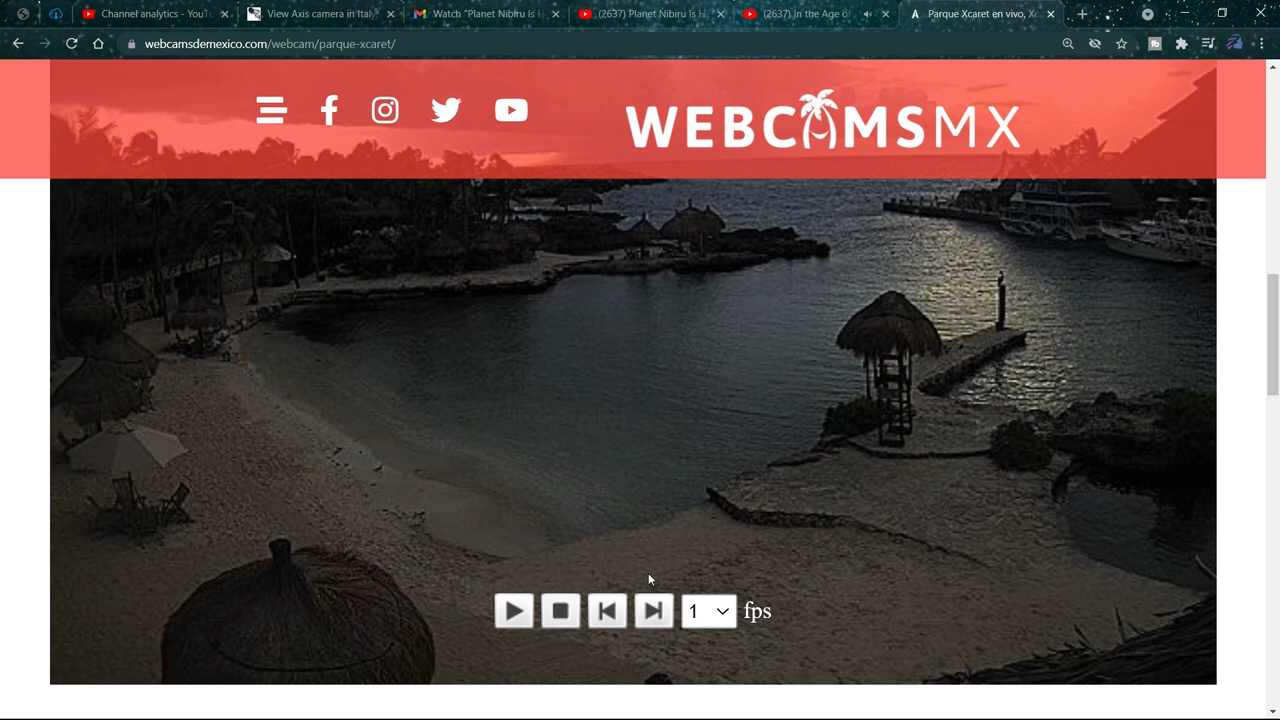 Channel analytics - YouT
View Axis camera in Italy
Watch "Planet Nibiru Is
(2637) Planet Nibiru Is H
(2637) In the Age of
Parque Xcaret en vivo, Xc
webcamsdemexico.com/webcam/parque-xcaret/
WEBCAMSMX
1 fps